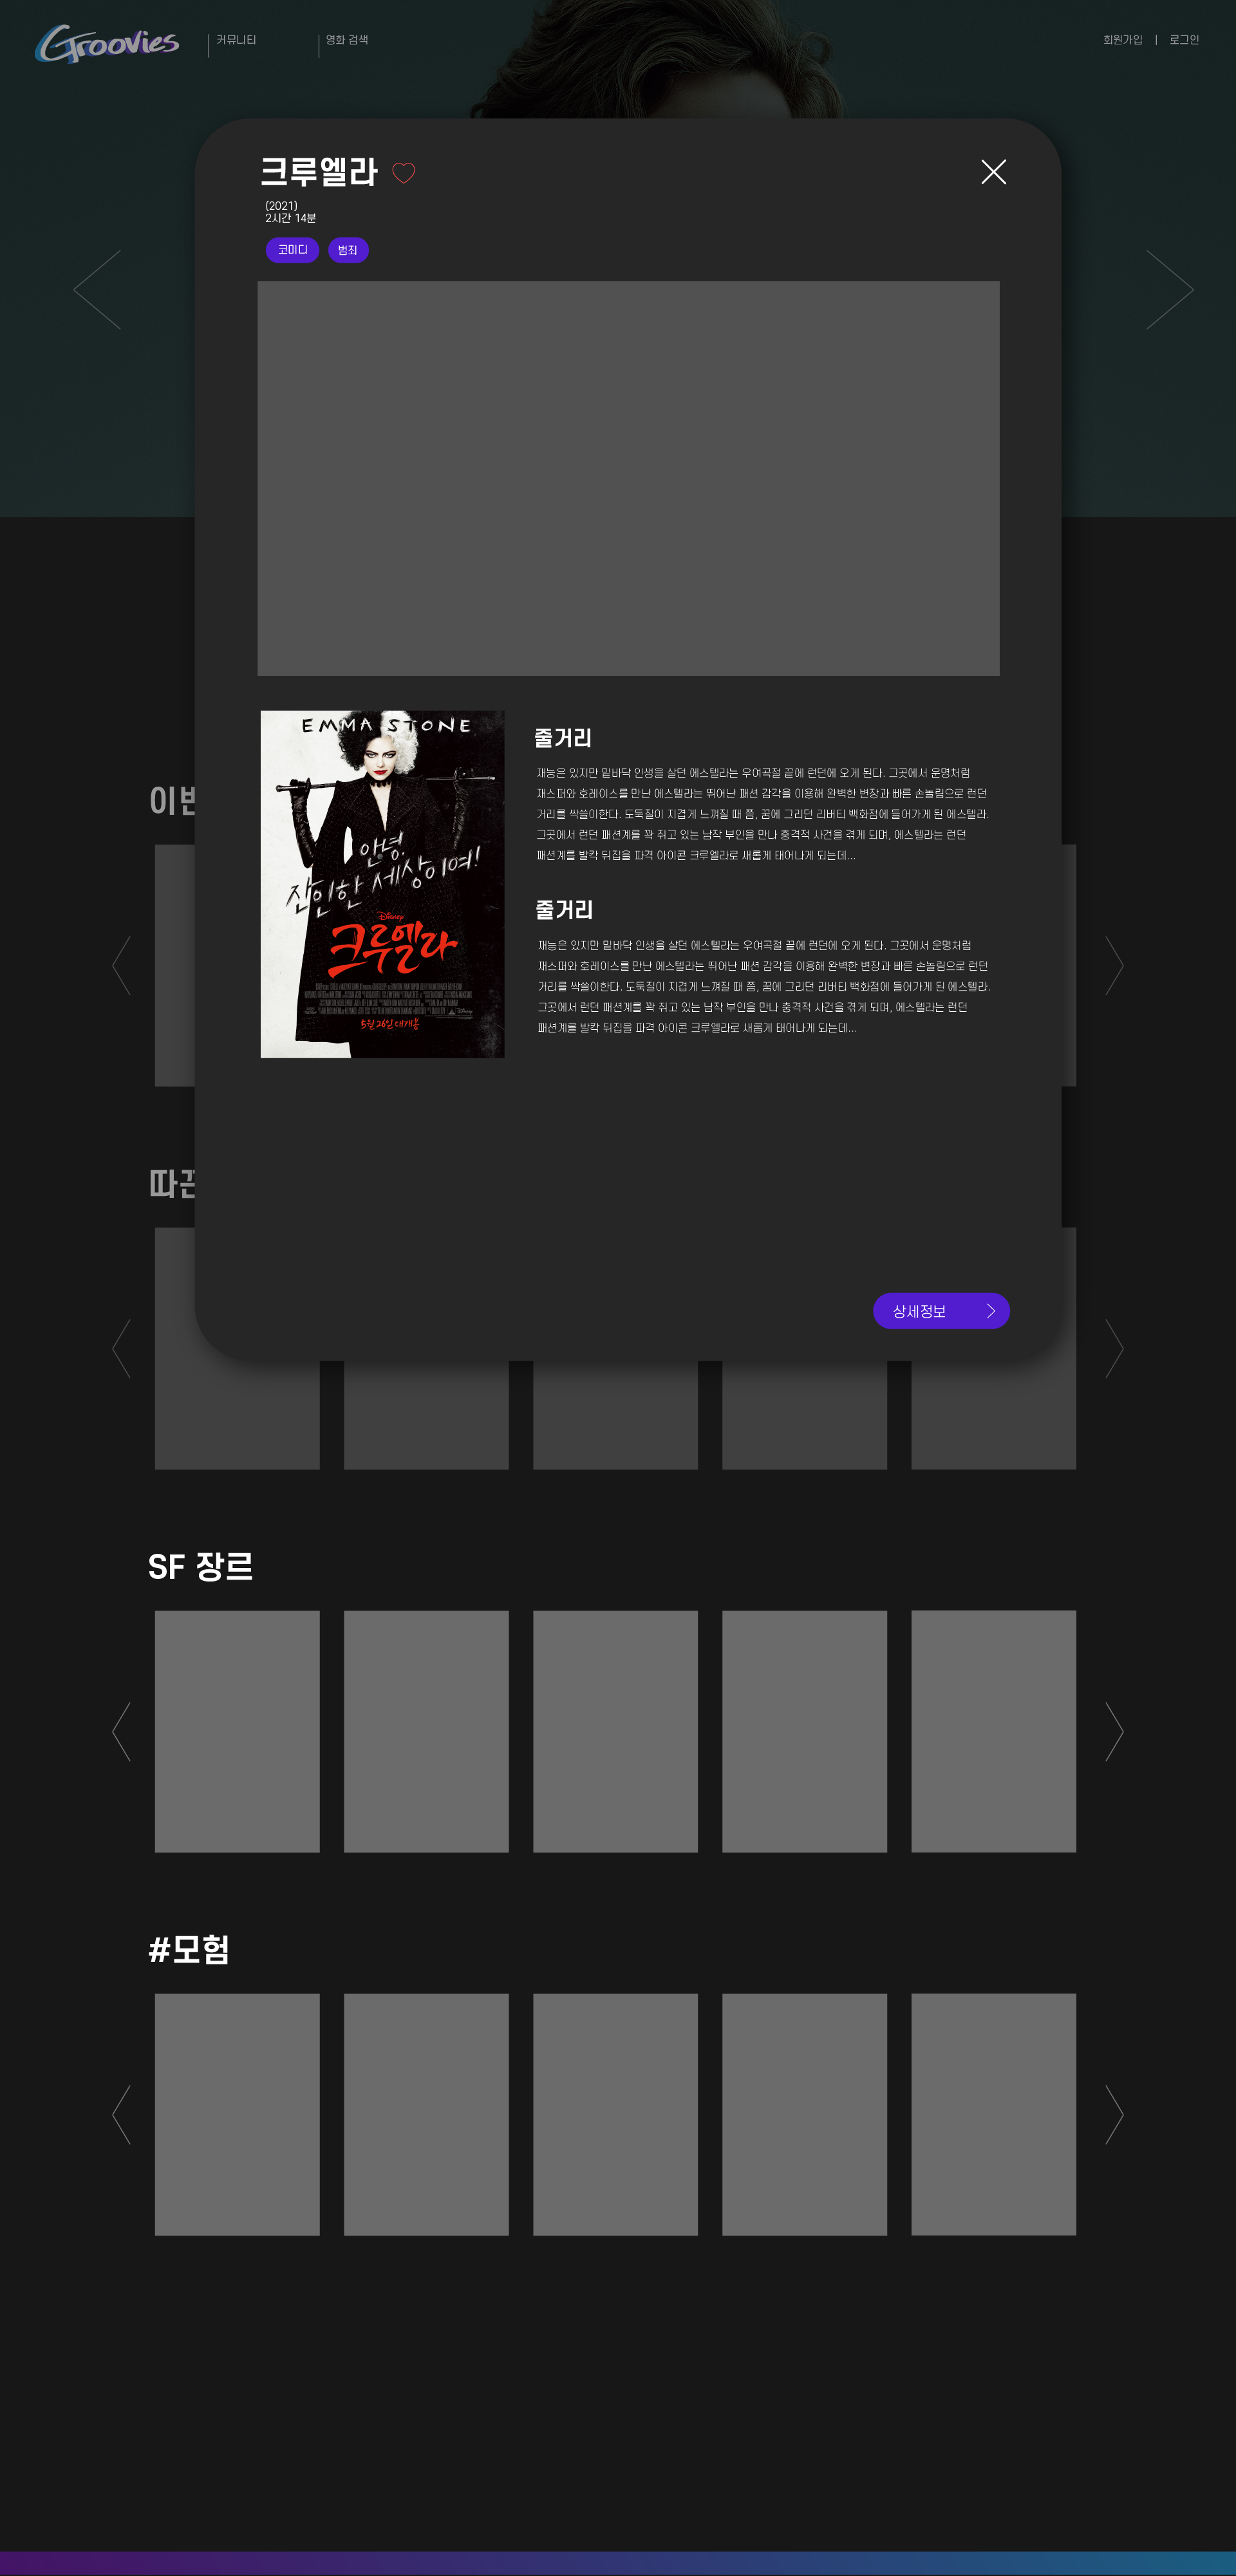 Groovies
커뮤니티
영화 검색
회원가입 | 로그인
크루엘라
(2021)
2시간 14분
코미디
범죄
EMMA STONE
안녕,
잔인한 세상이여!
Disney
크루엘라
5월 26일 대개봉
줄거리
재능은 있지만 밑바닥 인생을 살던 에스텔라는 우여곡절 끝에 런던에 오게 된다. 그곳에서 운명처럼
재스퍼와 호레이스를 만난 에스텔라는 뛰어난 패션 감각을 이용해 완벽한 변장과 빠른 손놀림으로 런던
거리를 싹쓸이한다. 도둑질이 지겹게 느껴질 때 쯤, 꿈에 그리던 리버티 백화점에 들어가게 된 에스텔라.
그곳에서 런던 패션계를 꽉 쥐고 있는 남작 부인을 만나 충격적 사건을 겪게 되며, 에스텔라는 런던
패션계를 발칵 뒤집을 파격 아이콘 크루엘라로 새롭게 태어나게 되는데...
줄거리
재능은 있지만 밑바닥 인생을 살던 에스텔라는 우여곡절 끝에 런던에 오게 된다. 그곳에서 운명처럼
재스퍼와 호레이스를 만난 에스텔라는 뛰어난 패션 감각을 이용해 완벽한 변장과 빠른 손놀림으로 런던
거리를 싹쓸이한다. 도둑질이 지겹게 느껴질 때 쯤, 꿈에 그리던 리버티 백화점에 들어가게 된 에스텔라.
그곳에서 런던 패션계를 꽉 쥐고 있는 남작 부인을 만나 충격적 사건을 겪게 되며, 에스텔라는 런던
패션계를 발칵 뒤집을 파격 아이콘 크루엘라로 새롭게 태어나게 되는데...
상세정보
SF 장르
#모험